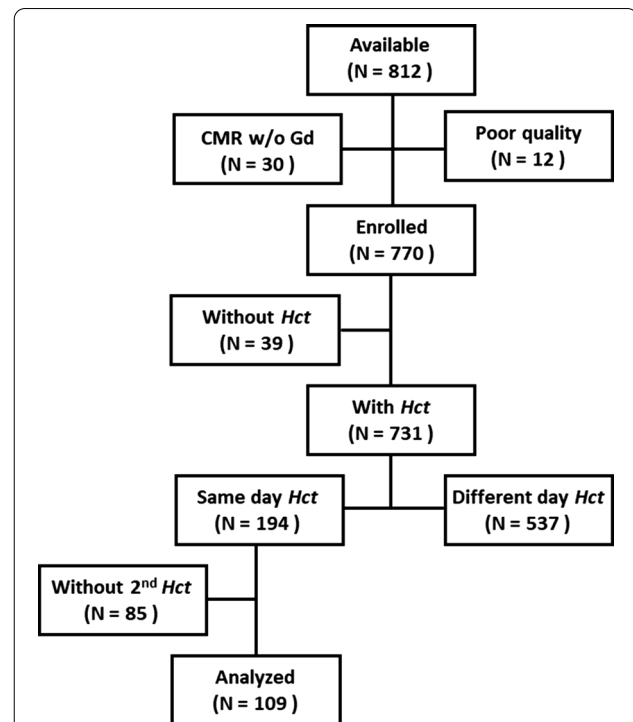 Available
(N = 812 )
CMR w/o Gd
(N = 30 )
Poor quality
(N = 12 )
Enrolled
(N = 770 )
Without Hct
(N = 39 )
With Hct
(N = 731 )
Same day Hct
(N = 194 )
Different day Hct
(N = 537 )
Without 2nd Hct
(N = 85 )
Analyzed
(N = 109 )